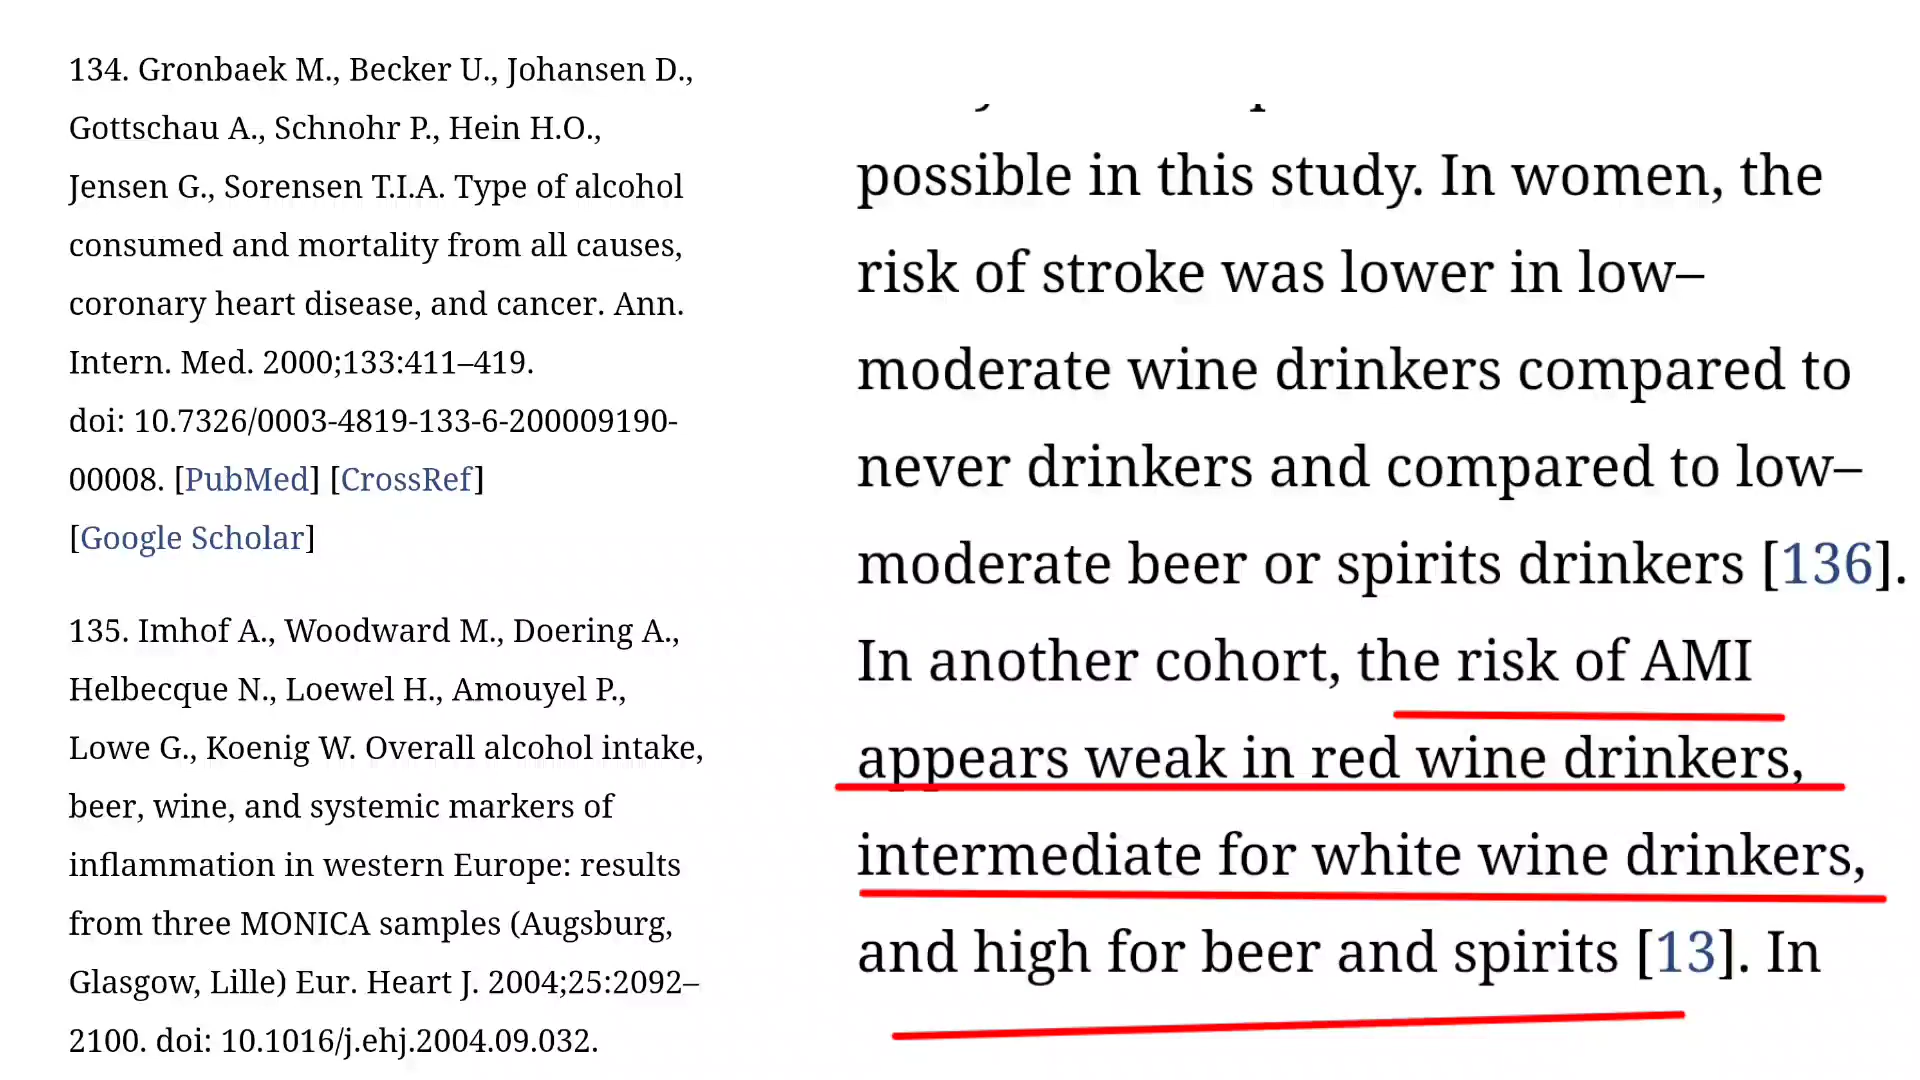 134. Gronbaek M., Becker U., Johansen D.,
Gottschau A., Schnohr P., Hein H.O.,
Jensen G., Sorensen T.I.A. Type of alcohol
consumed and mortality from all causes,
coronary heart disease, and cancer. Ann.
Intern. Med. 2000;133:411–419.
doi: 10.7326/0003-4819-133-6-200009190-
00008. [PubMed] [CrossRef]
[Google Scholar]
135. Imhof A., Woodward M., Doering A.,
Helbecque N., Loewel H., Amouyel P.,
Lowe G., Koenig W. Overall alcohol intake,
beer, wine, and systemic markers of
inflammation in western Europe: results
from three MONICA samples (Augsburg,
Glasgow, Lille) Eur. Heart J. 2004;25:2092–
2100. doi: 10.1016/j.ehj.2004.09.032.
possible in this study. In women, the
risk of stroke was lower in low–
moderate wine drinkers compared to
never drinkers and compared to low–
moderate beer or spirits drinkers [136].
In another cohort, the risk of AMI
appears weak in red wine drinkers,
intermediate for white wine drinkers,
and high for beer and spirits [13]. In